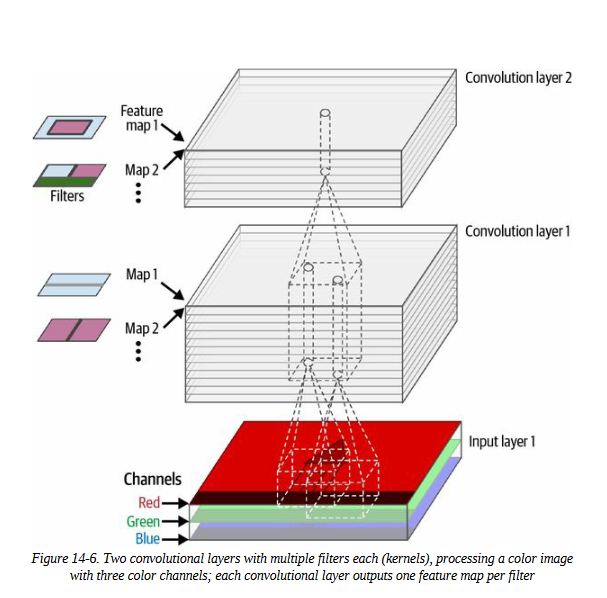 Convolution layer 2
Feature
map 1
Map 2
Filters
Convolution layer 1
Map 1
Map 2
Input layer 1
Channels
Red
Green
Blue
Figure 14-6. Two convolutional layers with multiple filters each (kernels), processing a color image
with three color channels; each convolutional layer outputs one feature map per filter